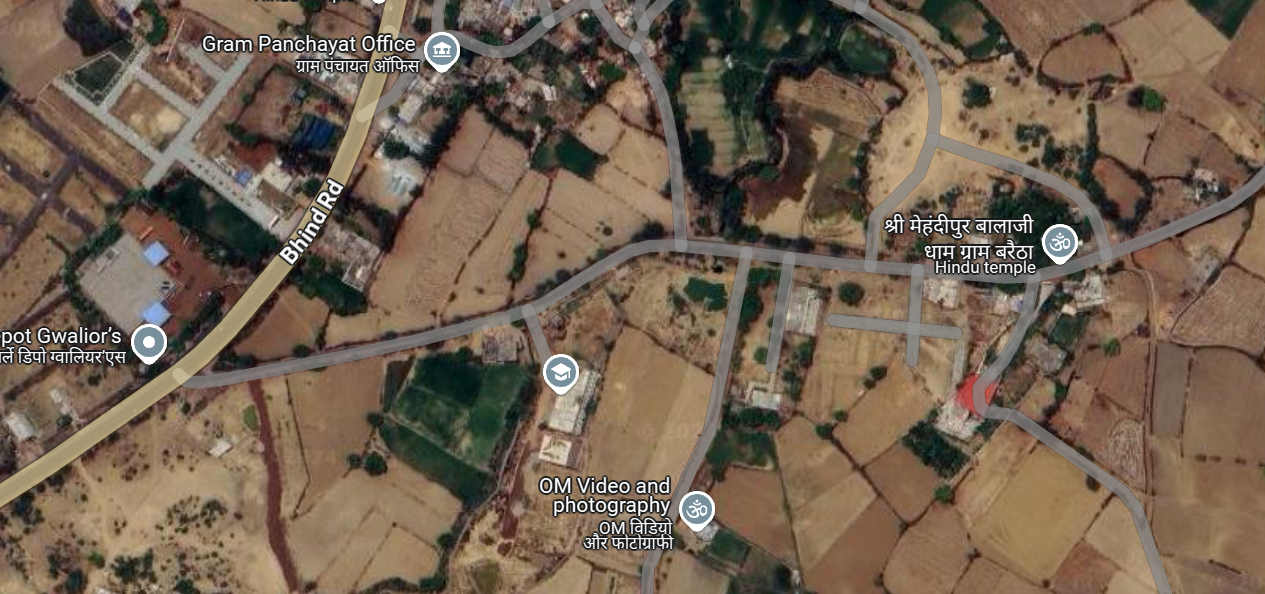 Gram Panchayat Office
ग्राम पंचायत ऑफिस
Bhind Rd
श्री मेहंदीपुर बालाजी
धाम ग्राम बरैठा
Hindu temple
pot Gwalior's
र्ले डिपो ग्वालियर'एस
OM Video and
photography
OM विडियो
और फोटोग्राफी